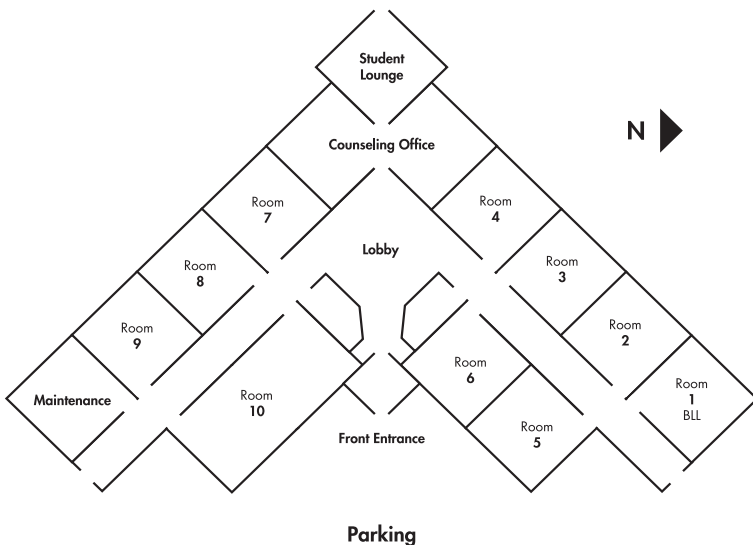 Student
Lounge
N
Counseling Office
Room
7
Room
4
Lobby
Room
8
Room
3
Room
9
Room
2
Room
6
Room
1
BLL
Maintenance
Room
10
Room
5
Front Entrance
Parking